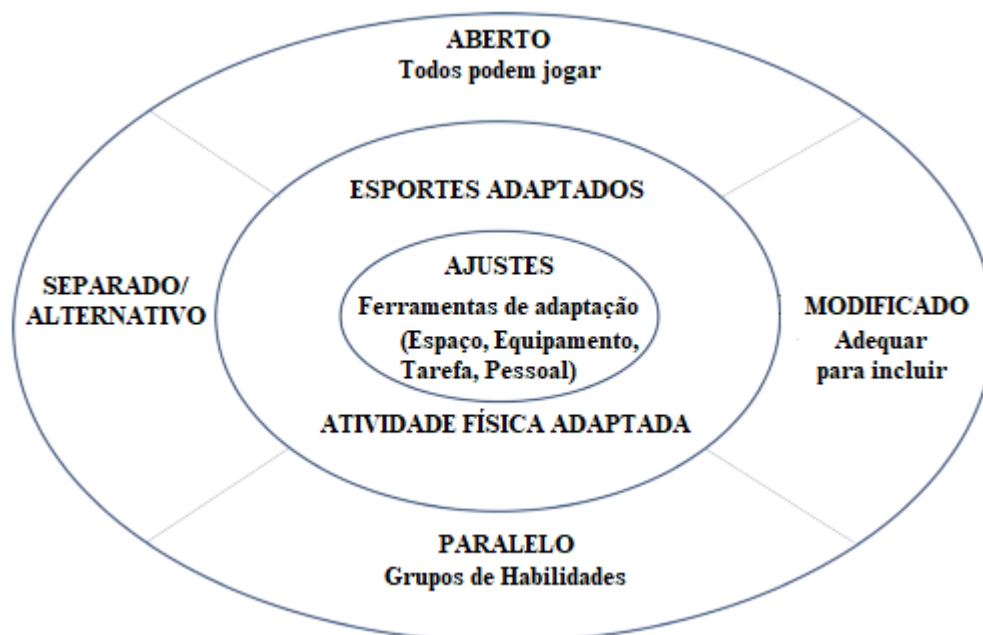 ABERTO
Todos podem jogar
ESPORTES ADAPTADOS
AJUSTES
Ferramentas de adaptação
(Espaço, Equipamento,
Tarefa, Pessoal)
ATIVIDADE FÍSICA ADAPTADA
SEPARADO/
ALTERNATIVO
MODIFICADO
Adequar
para incluir
PARALELO
Grupos de Habilidades